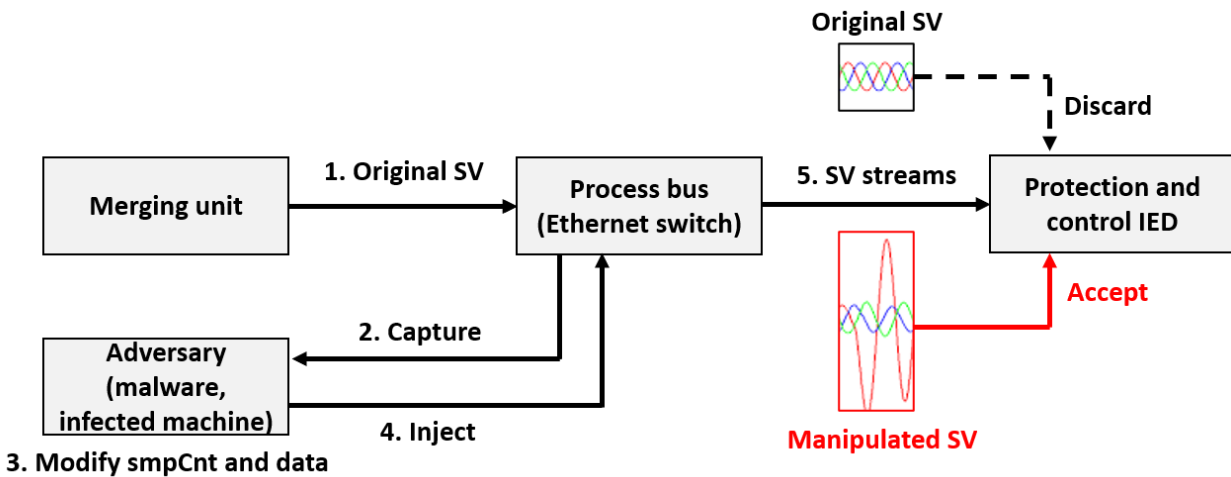 Original SV
Discard
Merging unit
1. Original SV
Process bus
(Ethernet switch)
5. SV streams
Protection and
control IED
Accept
2. Capture
Adversary
(malware,
infected machine)
4. Inject
Manipulated SV
3. Modify smpCnt and data